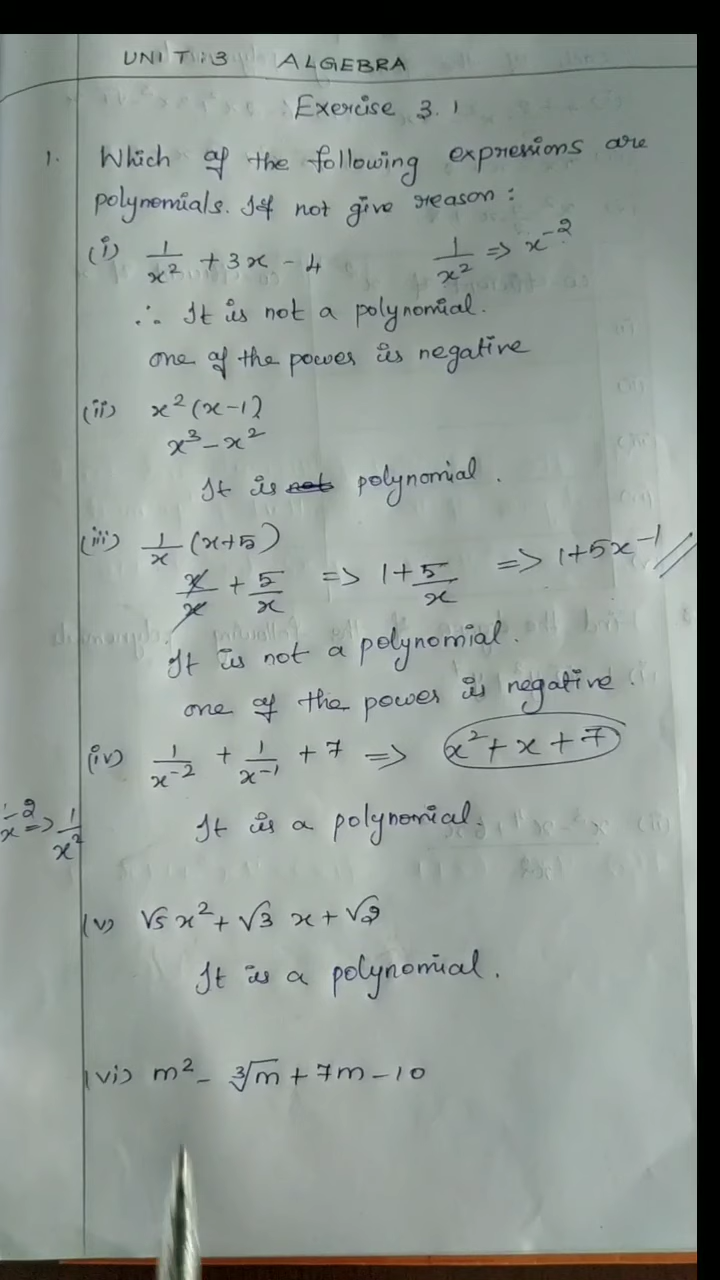 UNIT:3 ALGEBRA
Exercise 3.1
1. Which of the following expressions are
polynomials. If not give reason:
(i) 1/x² + 3x - 4 1/x² => x⁻²
∴ It is not a polynomial.
one of the power is negative
(ii) x²(x-1)
x³ - x²
It is not polynomial.
(iii) 1/x (x+5)
x/x + 5/x => 1 + 5/x => 1+5x⁻¹ //
It is not a polynomial.
one of the power is negative.
(iv) 1/x⁻² + 1/x⁻¹ + 7 => x² + x + 7
x⁻² => 1/x²
It is a polynomial.
(v) √5 x² + √3 x + √2
It is a polynomial.
(vi) m² - ∛m + 7m - 10